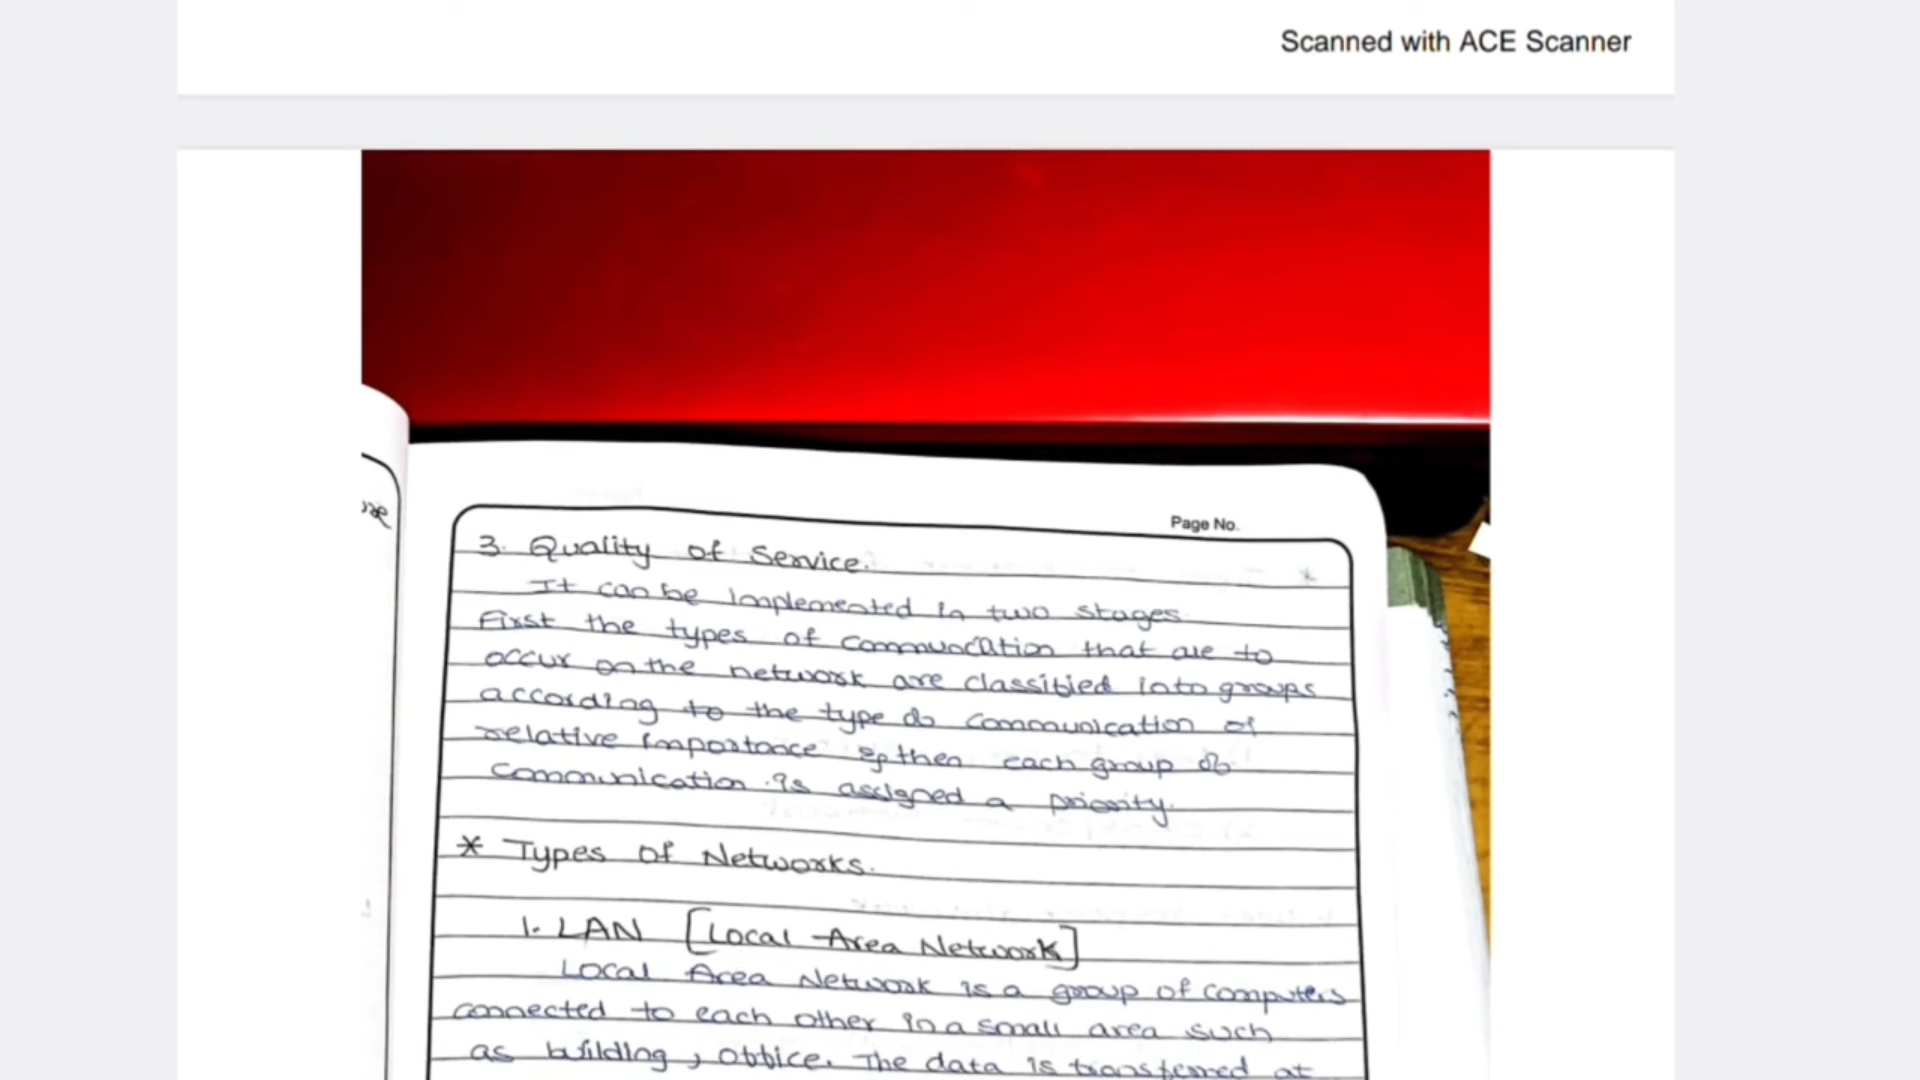 Scanned with ACE Scanner
Page No.
3. Quality of Service.
It can be implemented in two stages
First the types of communcation that are to
occur on the network are classified into groups
according to the type of communication of
relative importance & then each group of
communication is assigned a priority.
* Types of Networks.
1. LAN [Local Area Network]
Local Area Network is a group of computers
connected to each other in a small area such
as building, office. The data is transferred at